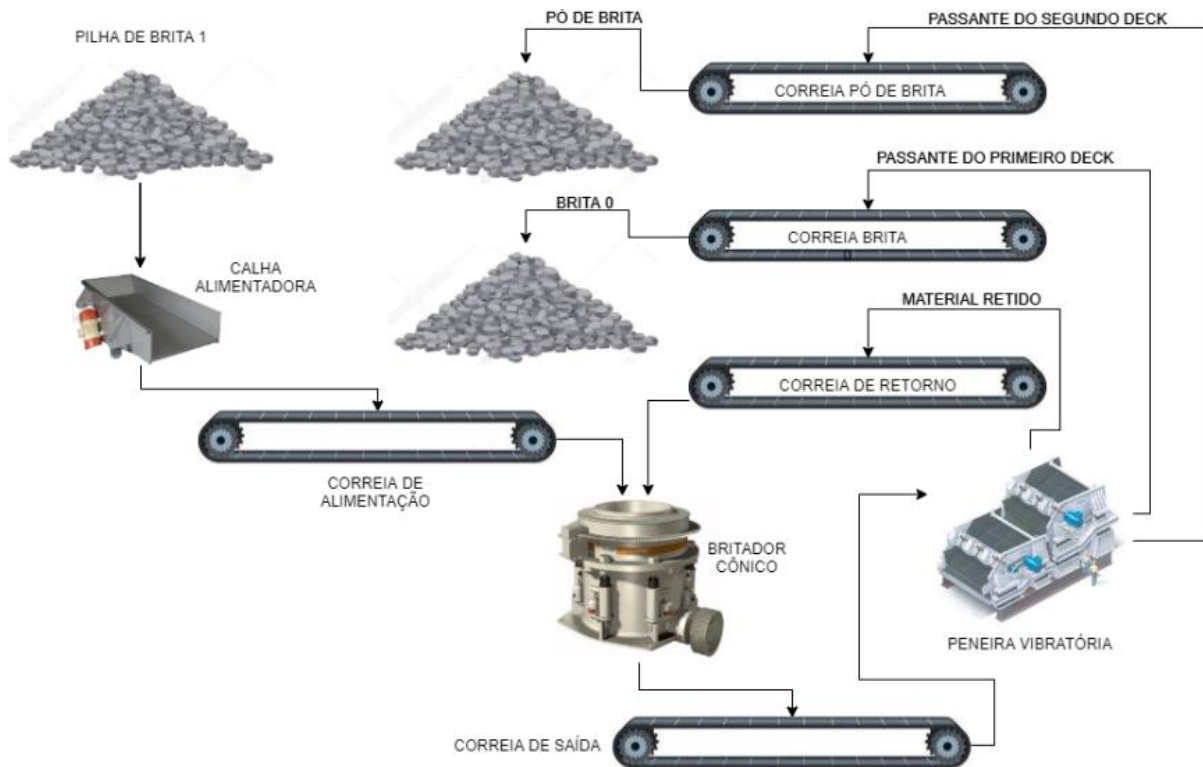 PÓ DE BRITA
PASSANTE DO SEGUNDO DECK
PILHA DE BRITA 1
CORREIA PÓ DE BRITA
PASSANTE DO PRIMEIRO DECK
BRITA 0
CORREIA BRITA
0
CALHA
ALIMENTADORA
MATERIAL RETIDO
CORREIA DE RETORNO
CORREIA DE
ALIMENTAÇÃO
BRITADOR
CÔNICO
PENEIRA VIBRATÓRIA
CORREIA DE SAÍDA